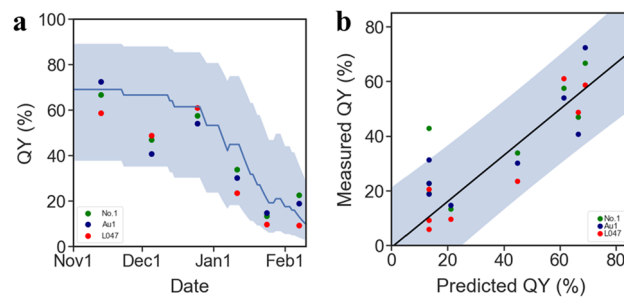 a
100
80
60
40
20
0
QY (%)
No.1
Au1
L047
Nov1 Dec1 Jan1 Feb1
Date
b
80
60
40
20
0
Measured QY (%)
No.1
Au1
L047
0 20 40 60 80
Predicted QY (%)